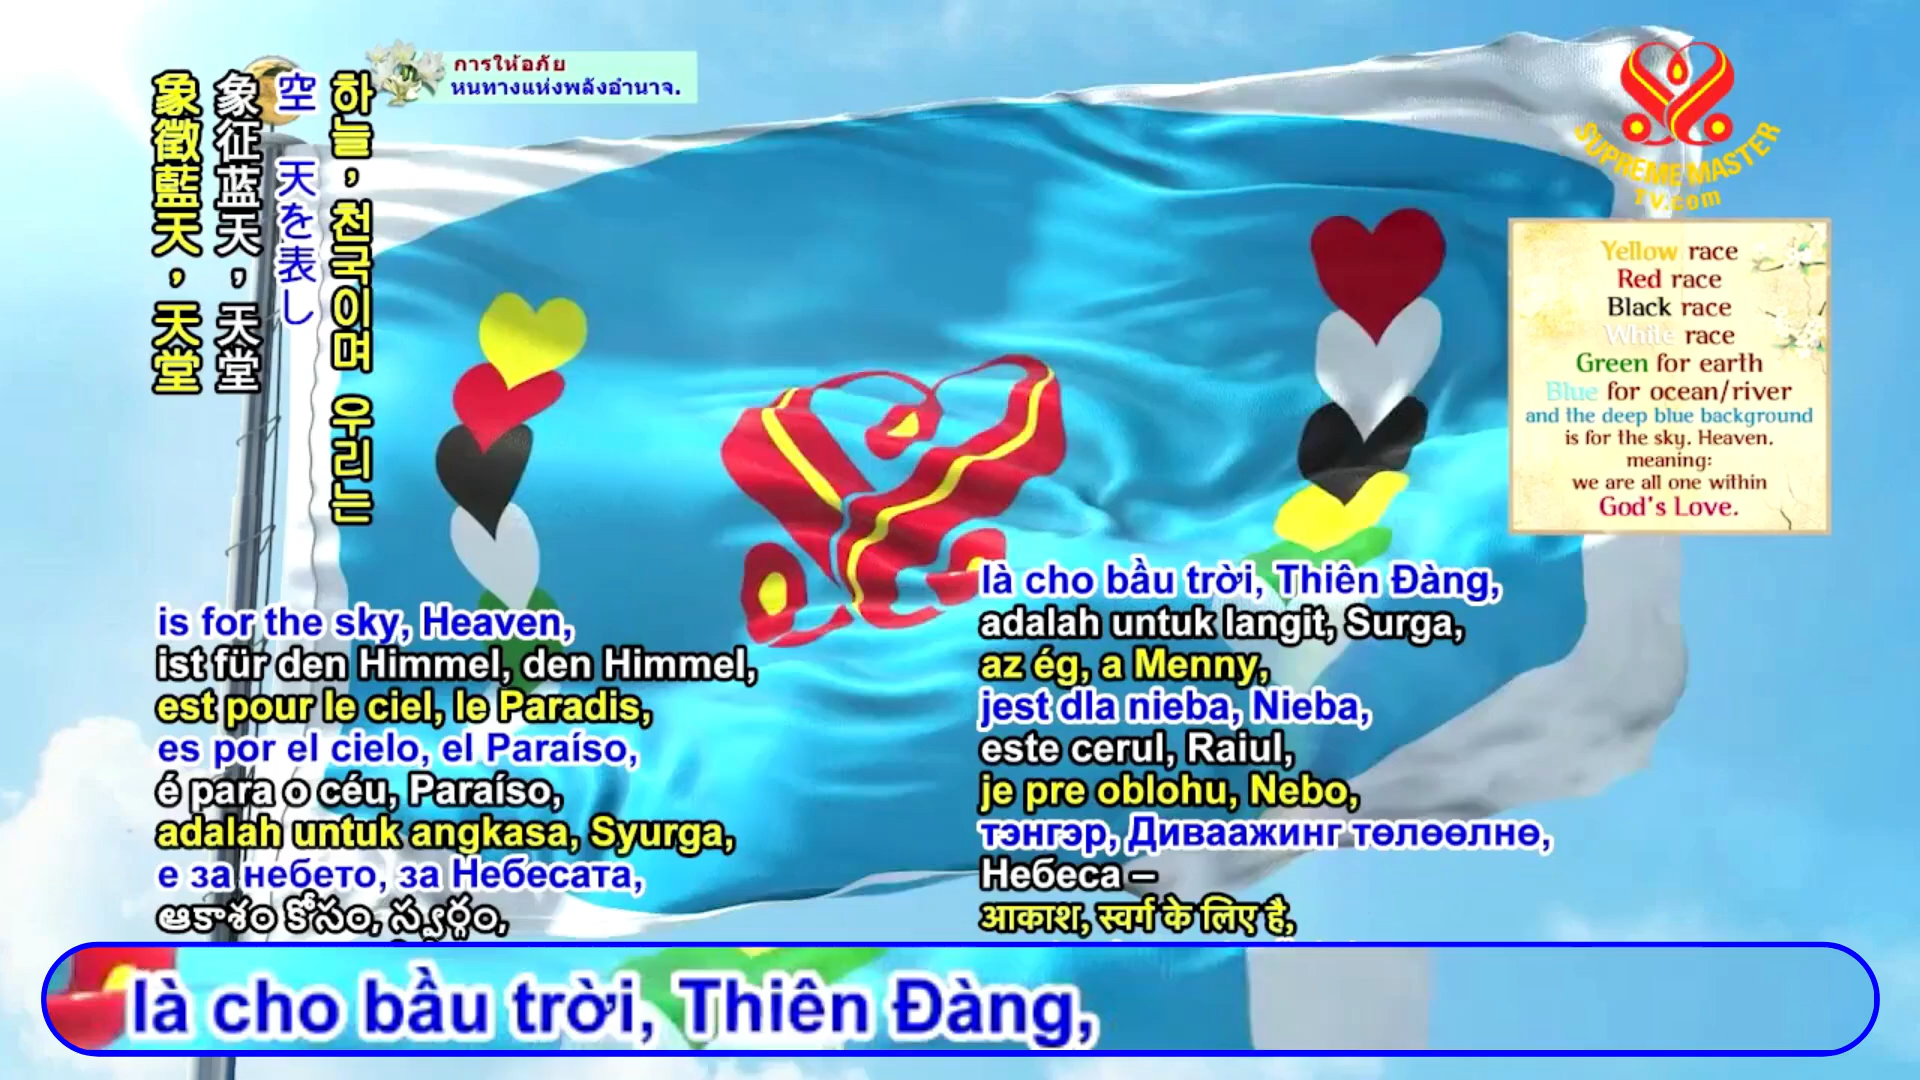 การให้อภัย
หนทางแห่งพลังอำนาจ.
하늘, 천국이며 우리는
空 天を表し
象征蓝天,天堂
象徵藍天,天堂
SUPREME MASTER
TV.com
Yellow race
Red race
Black race
White race
Green for earth
Blue for ocean/river
and the deep blue background
is for the sky. Heaven.
meaning:
we are all one within
God's Love.
is for the sky, Heaven,
ist für den Himmel, den Himmel,
est pour le ciel, le Paradis,
es por el cielo, el Paraíso,
é para o céu, Paraíso,
adalah untuk angkasa, Syurga,
е за небето, за Небесата,
ఆకాశం కోసం, స్వర్గం,
là cho bầu trời, Thiên Đàng,
adalah untuk langit, Surga,
az ég, a Menny,
jest dla nieba, Nieba,
este cerul, Raiul,
je pre oblohu, Nebo,
тэнгэр, Диваажинг төлөөлнө,
Небеса –
आकाश, स्वर्ग के लिए है,
là cho bầu trời, Thiên Đàng,